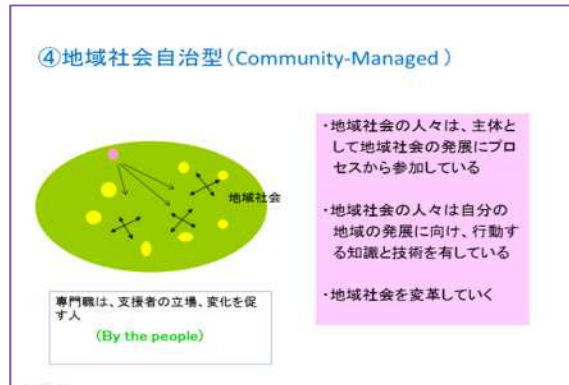 ④地域社会自治型(Community-Managed )
地域社会
専門職は、支援者の立場、変化を促
す人
(By the people)
・地域社会の人々は、主体と
して地域社会の発展にプロ
セスから参加している
・地域社会の人々は自分の
地域の発展に向け、行動す
る知識と技術を有している
・地域社会を変革していく